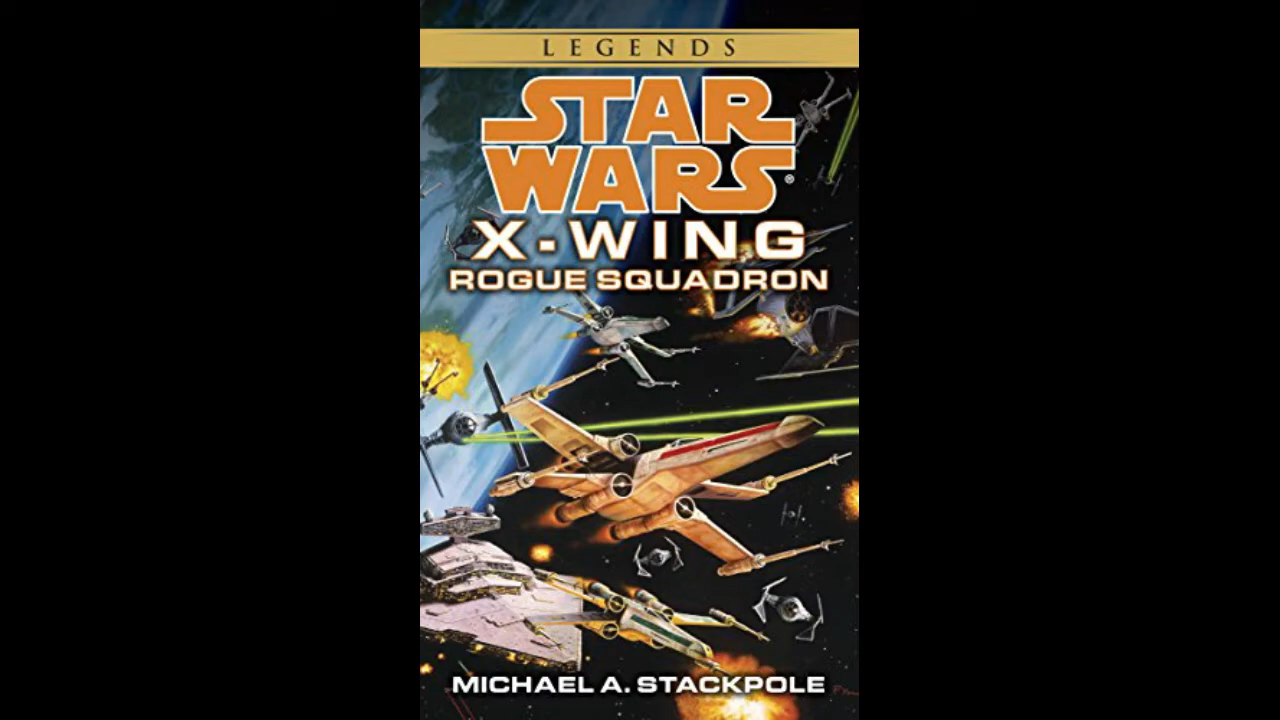 LEGENDS
STAR
WARS®
X-WING
ROGUE SQUADRON
MICHAEL A. STACKPOLE